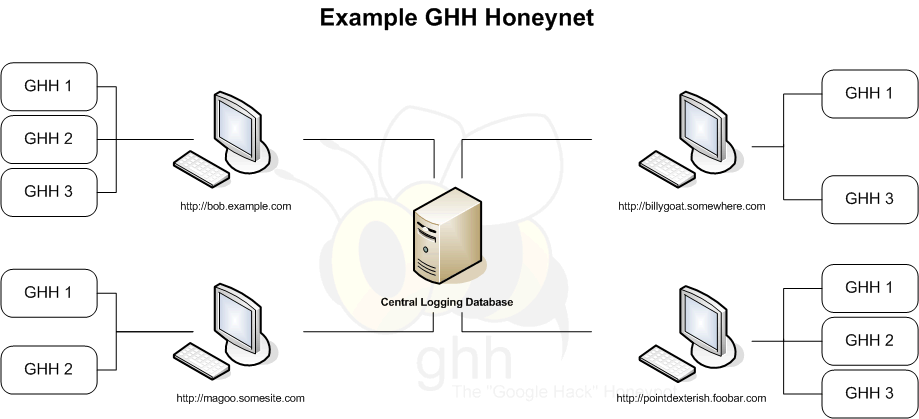 Example GHH Honeynet
GHH 1
GHH 2
GHH 3
http://bob.example.com
GHH 1
GHH 3
http://billygoat.somewhere.com
Central Logging Database
GHH 1
GHH 2
http://magoo.somesite.com
GHH 1
GHH 2
GHH 3
http://pointdexterish.foobar.com
ghh
The "Google Hack" Honeynet